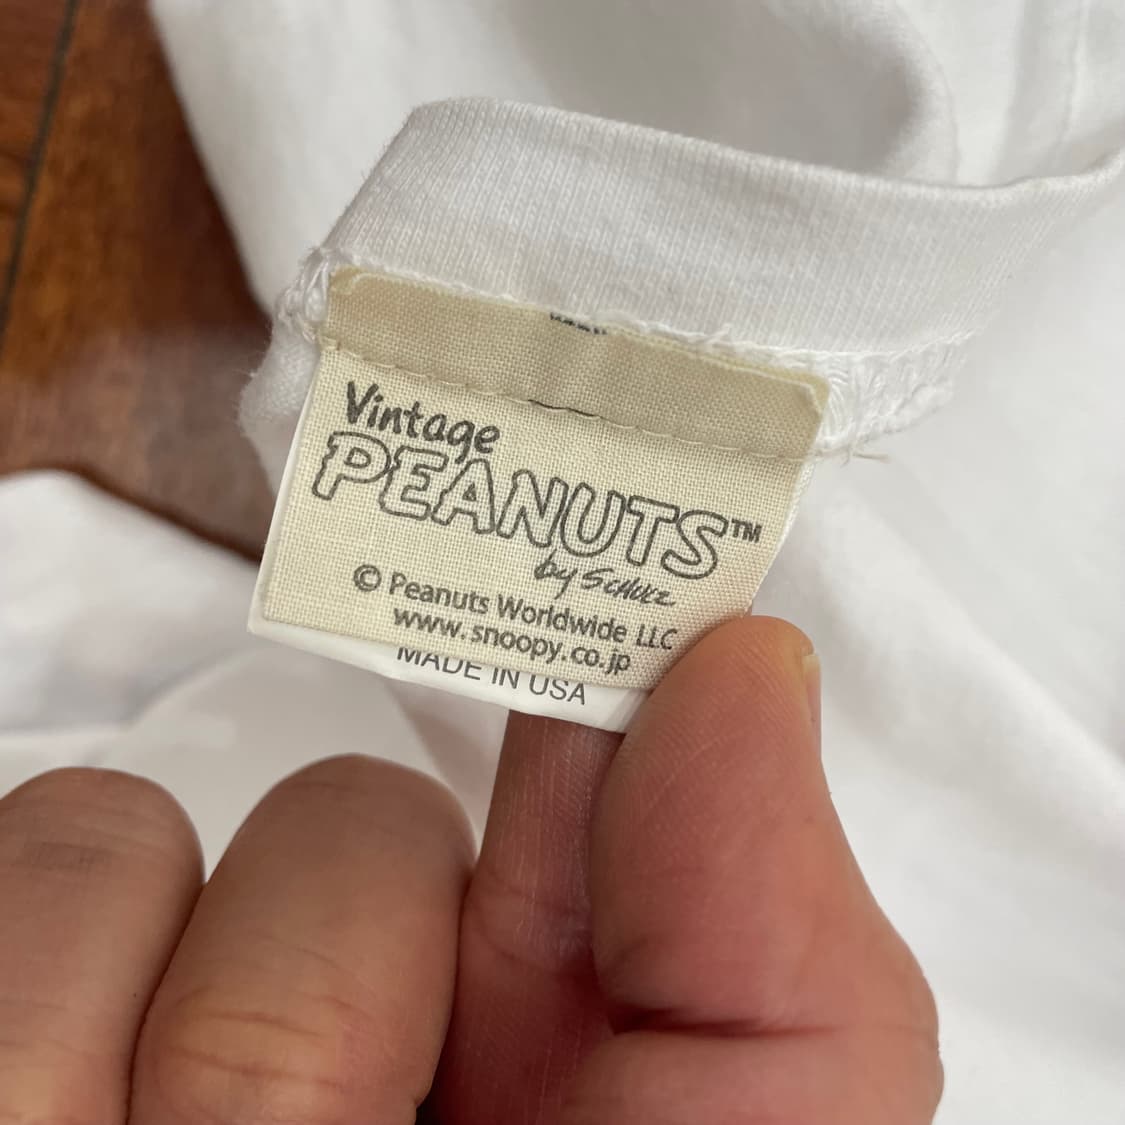 Vintage
PEANUTS™
by SCHULZ
© Peanuts Worldwide LLC
www.snoopy.co.jp
MADE IN USA